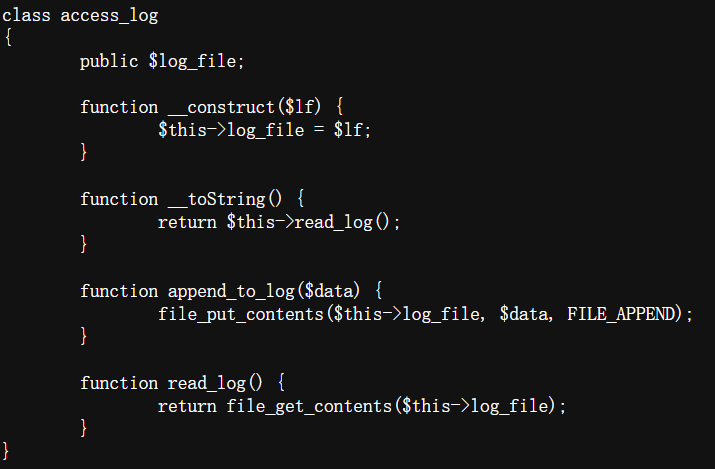 class access_log
{
public $log_file;
function __construct($lf) {
$this->log_file = $lf;
}
function __toString() {
return $this->read_log();
}
function append_to_log($data) {
file_put_contents($this->log_file, $data, FILE_APPEND);
}
function read_log() {
return file_get_contents($this->log_file);
}
}